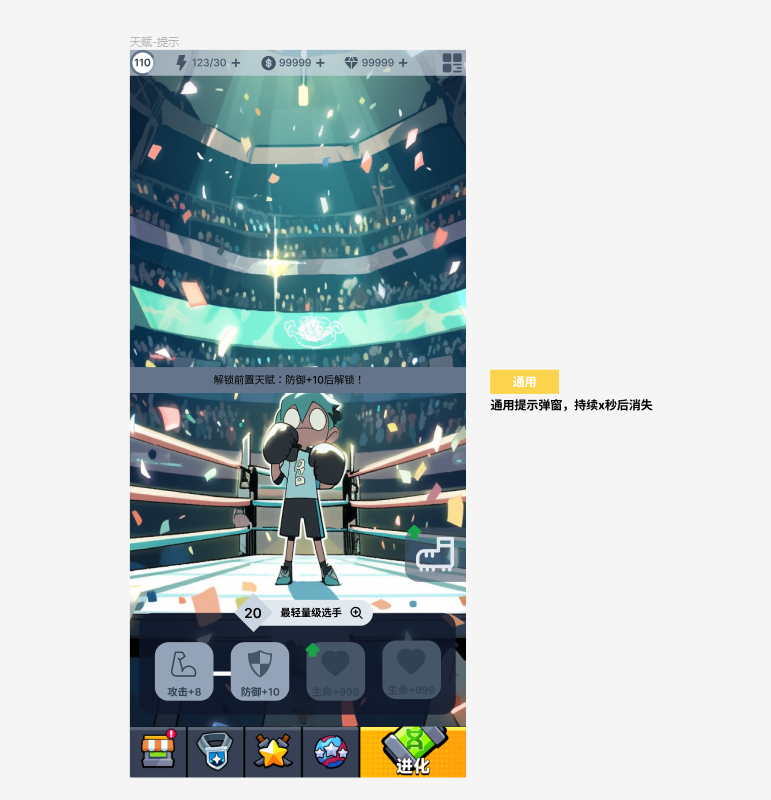 天赋-提示
110
123/30 +
99999 +
99999 +
解锁前置天赋：防御+10后解锁！
通用
通用提示弹窗，持续x秒后消失
20
最轻量级选手
攻击+8
防御+10
生命+999
生命+999
进化